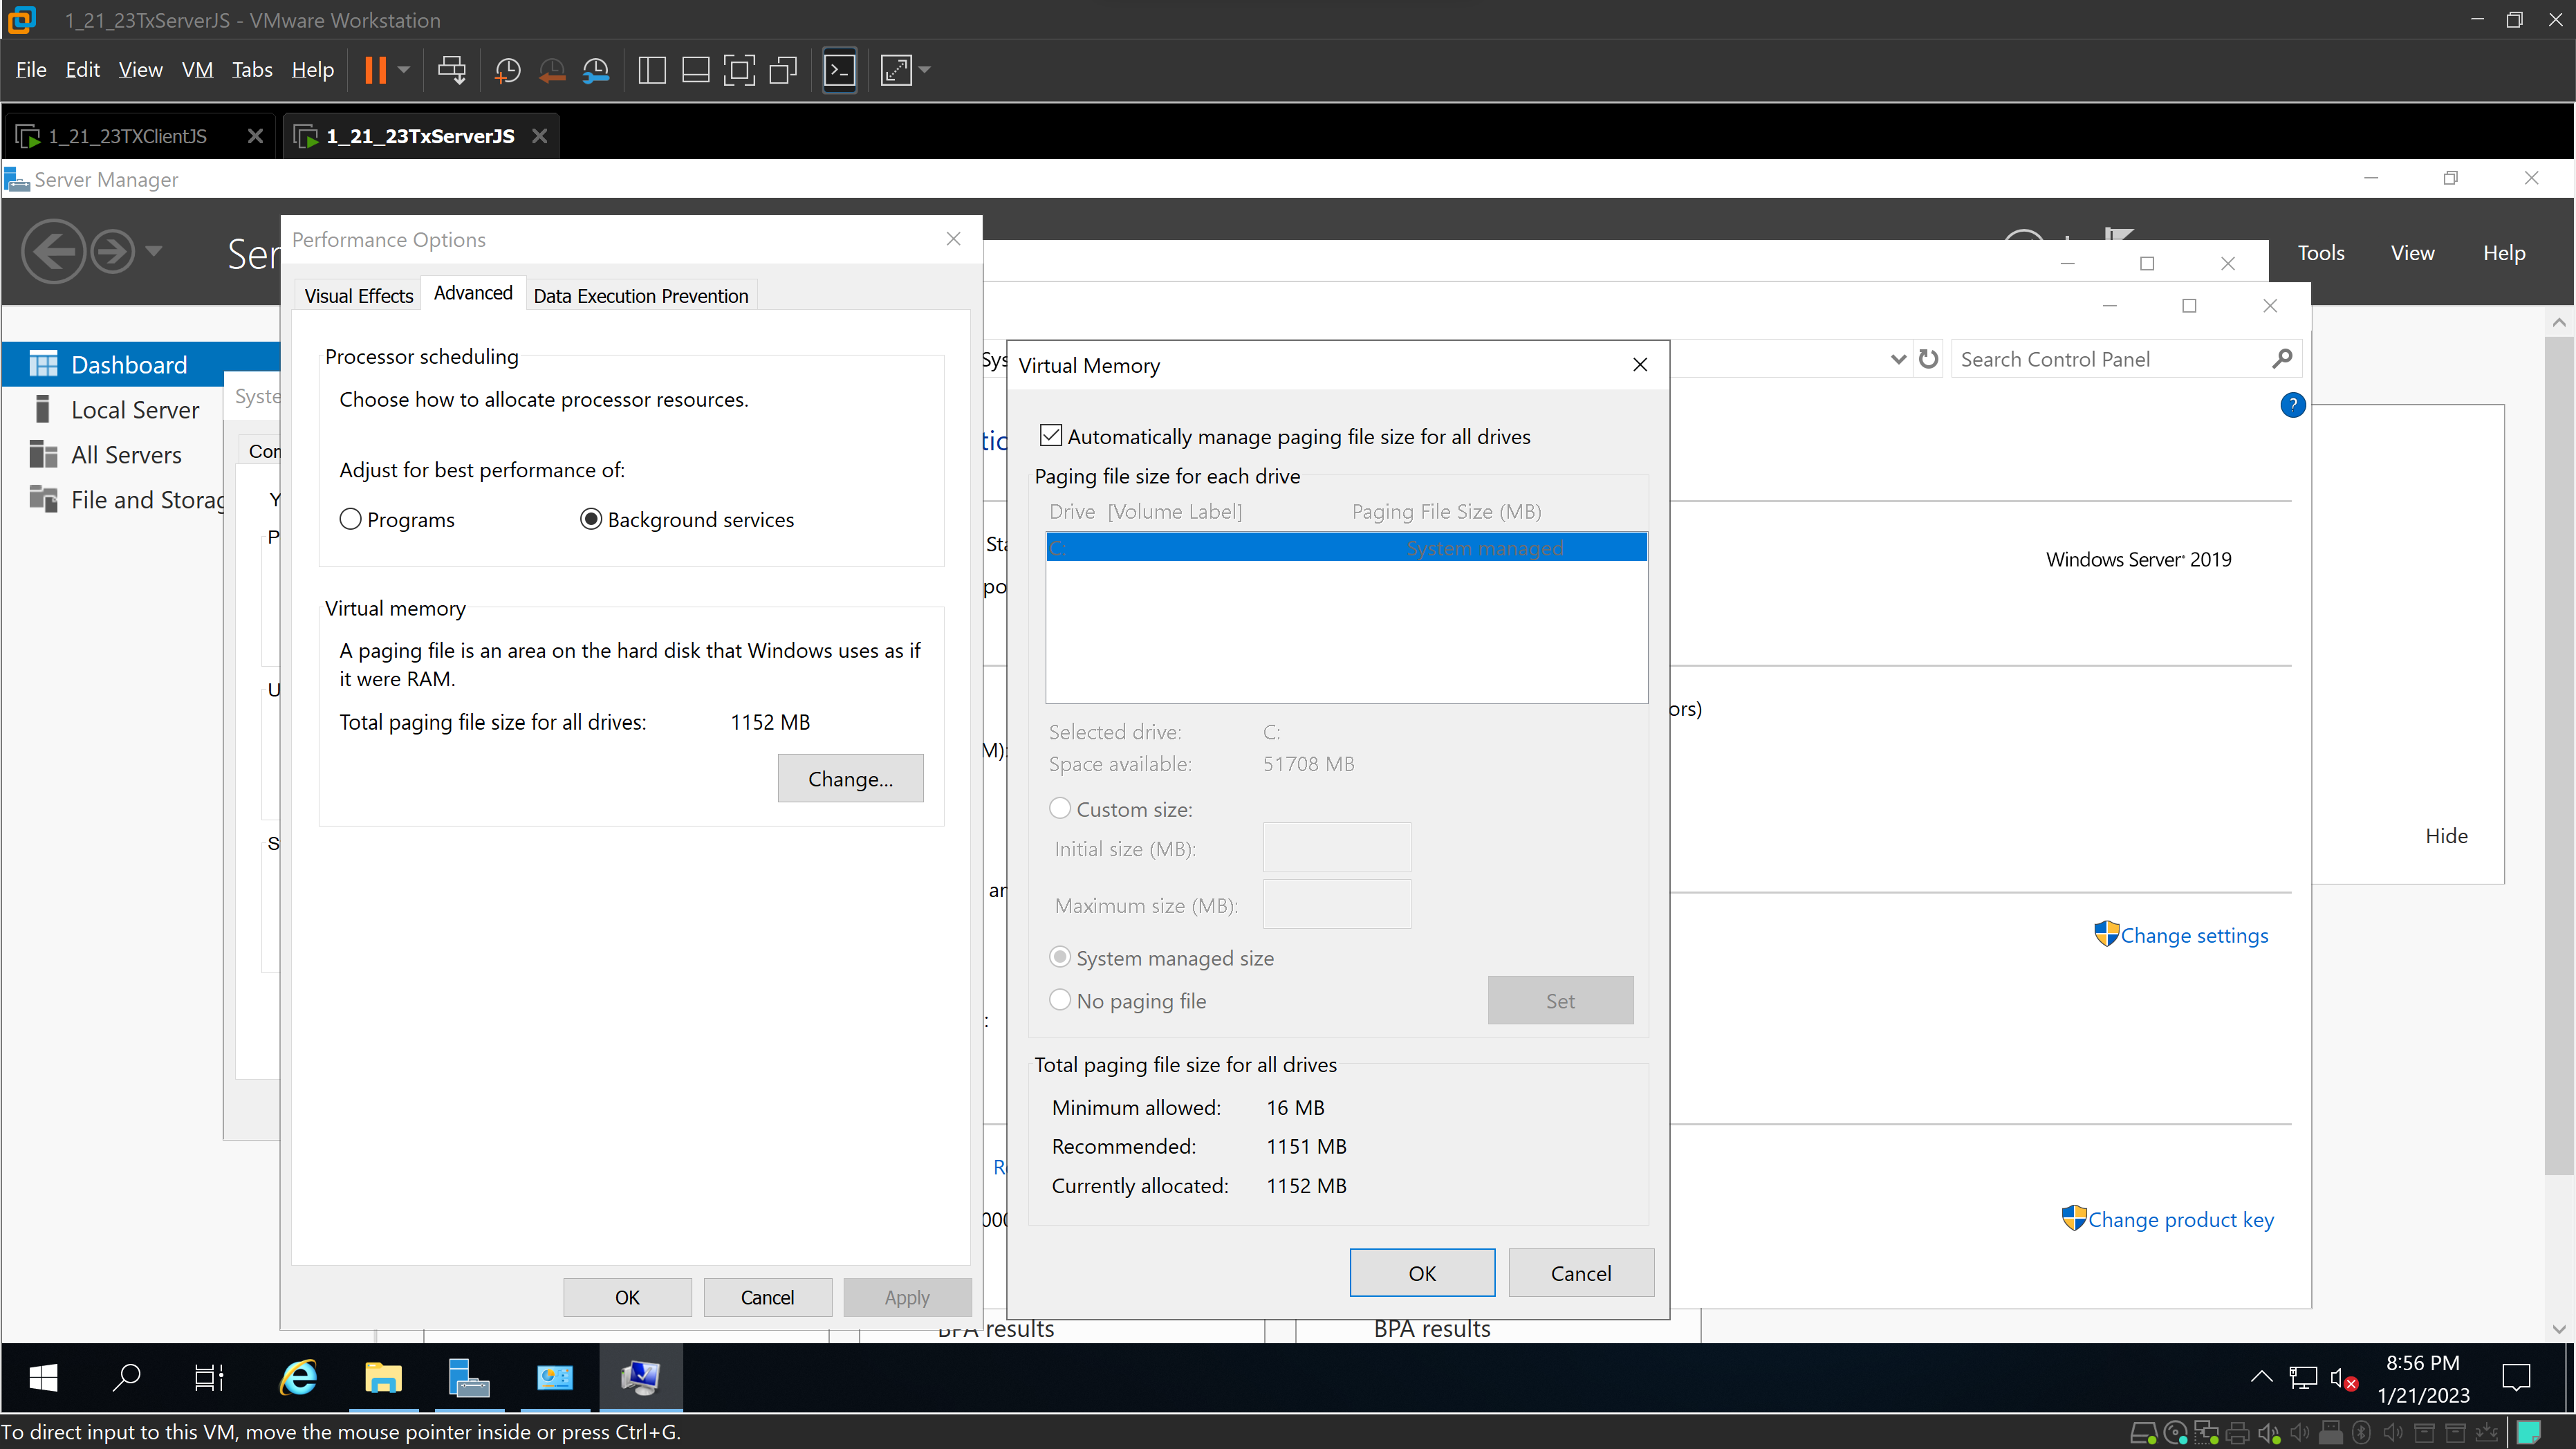 1_21_23TxServerJS - VMware Workstation
File Edit View VM Tabs Help
1_21_23TXClientJS
1_21_23TxServerJS
Server Manager
Ser
Tools View Help
Dashboard
Local Server
All Servers
File and Storag
Syste
Con
Y
P
U
S
Performance Options
Visual Effects Advanced Data Execution Prevention
Processor scheduling
Choose how to allocate processor resources.
Adjust for best performance of:
Programs Background services
Virtual memory
A paging file is an area on the hard disk that Windows uses as if
it were RAM.
Total paging file size for all drives: 1152 MB
Change...
OK Cancel Apply
Sys
tic
Sta
po
M):
ar
:
R
000
Virtual Memory
Automatically manage paging file size for all drives
Paging file size for each drive
Drive [Volume Label] Paging File Size (MB)
C: System managed
Selected drive: C:
Space available: 51708 MB
Custom size:
Initial size (MB):
Maximum size (MB):
System managed size
No paging file Set
Total paging file size for all drives
Minimum allowed: 16 MB
Recommended: 1151 MB
Currently allocated: 1152 MB
OK Cancel
Search Control Panel
?
Windows Server 2019
ors)
Hide
Change settings
Change product key
BPA results BPA results
8:56 PM
1/21/2023
To direct input to this VM, move the mouse pointer inside or press Ctrl+G.